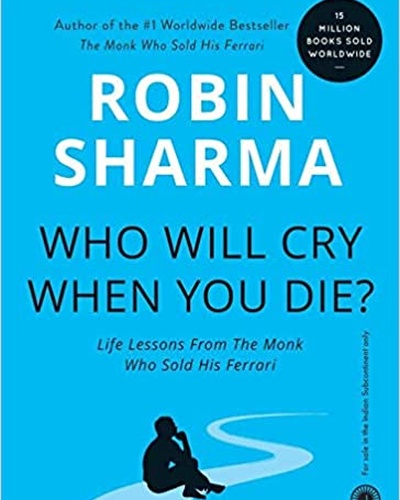 Author of the #1 Worldwide Bestseller
The Monk Who Sold His Ferrari
15
MILLION
BOOKS SOLD
WORLDWIDE
ROBIN
SHARMA
WHO WILL CRY
WHEN YOU DIE?
Life Lessons From The Monk
Who Sold His Ferrari
For sale in the Indian Subcontinent only